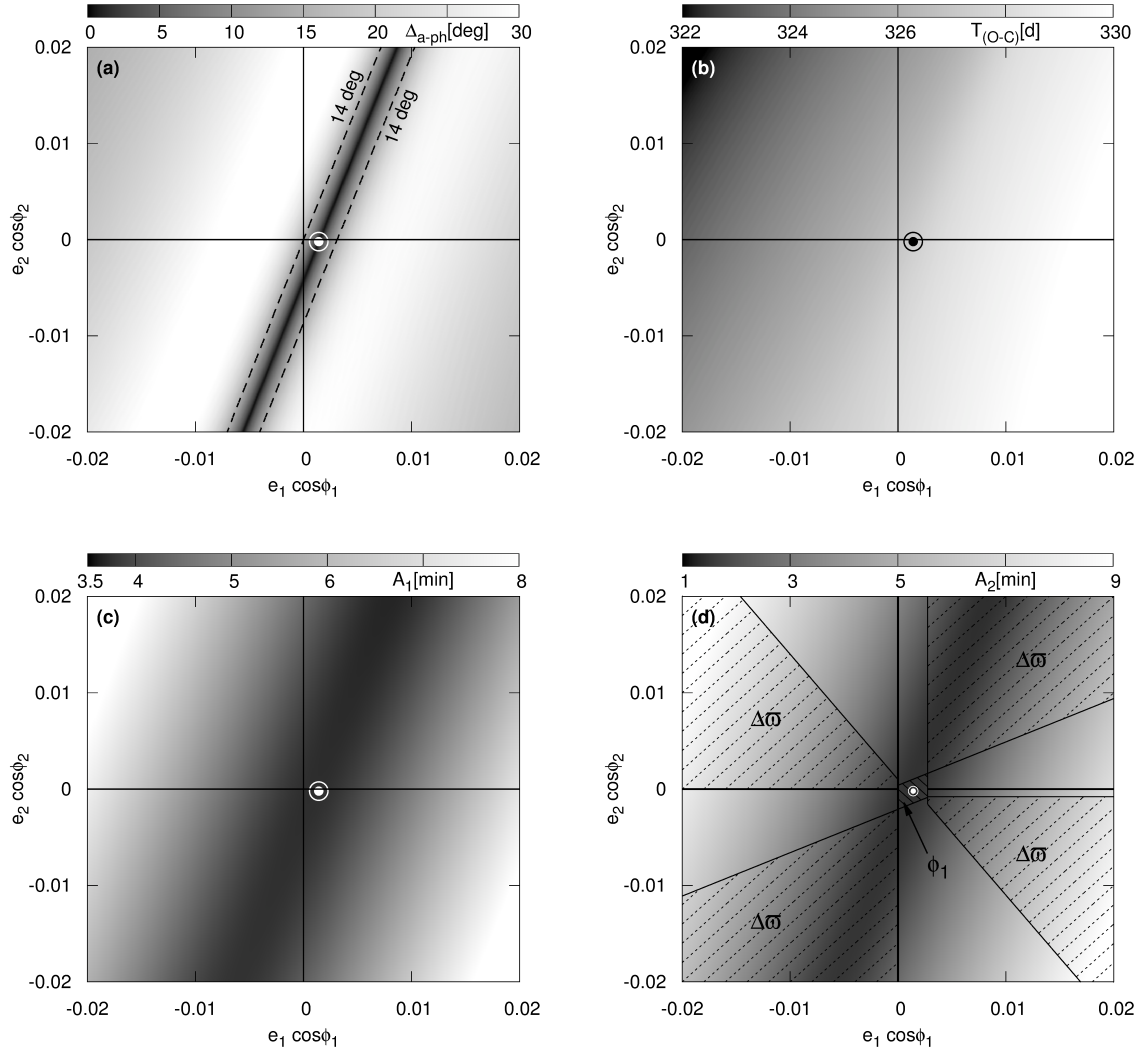 0 5 10 15 20 Δa-ph[deg] 30
322 324 326 T(O-C)[d] 330
0.02 (a) 14 deg 14 deg
0.02 (b)
0.01
0.01
e2 cosϕ2 0
e2 cosϕ2 0
-0.01
-0.01
-0.02
-0.02
-0.02 -0.01 0 0.01 0.02
-0.02 -0.01 0 0.01 0.02
e1 cosϕ1
e1 cosϕ1
3.5 4 5 6 A1[min] 8
1 3 5 A2[min] 9
0.02 (c)
0.02 (d)
0.01
0.01 Δϖ Δϖ
e2 cosϕ2 0
e2 cosϕ2 0
-0.01
-0.01 Δϖ ϕ1 Δϖ
-0.02
-0.02
-0.02 -0.01 0 0.01 0.02
-0.02 -0.01 0 0.01 0.02
e1 cosϕ1
e1 cosϕ1